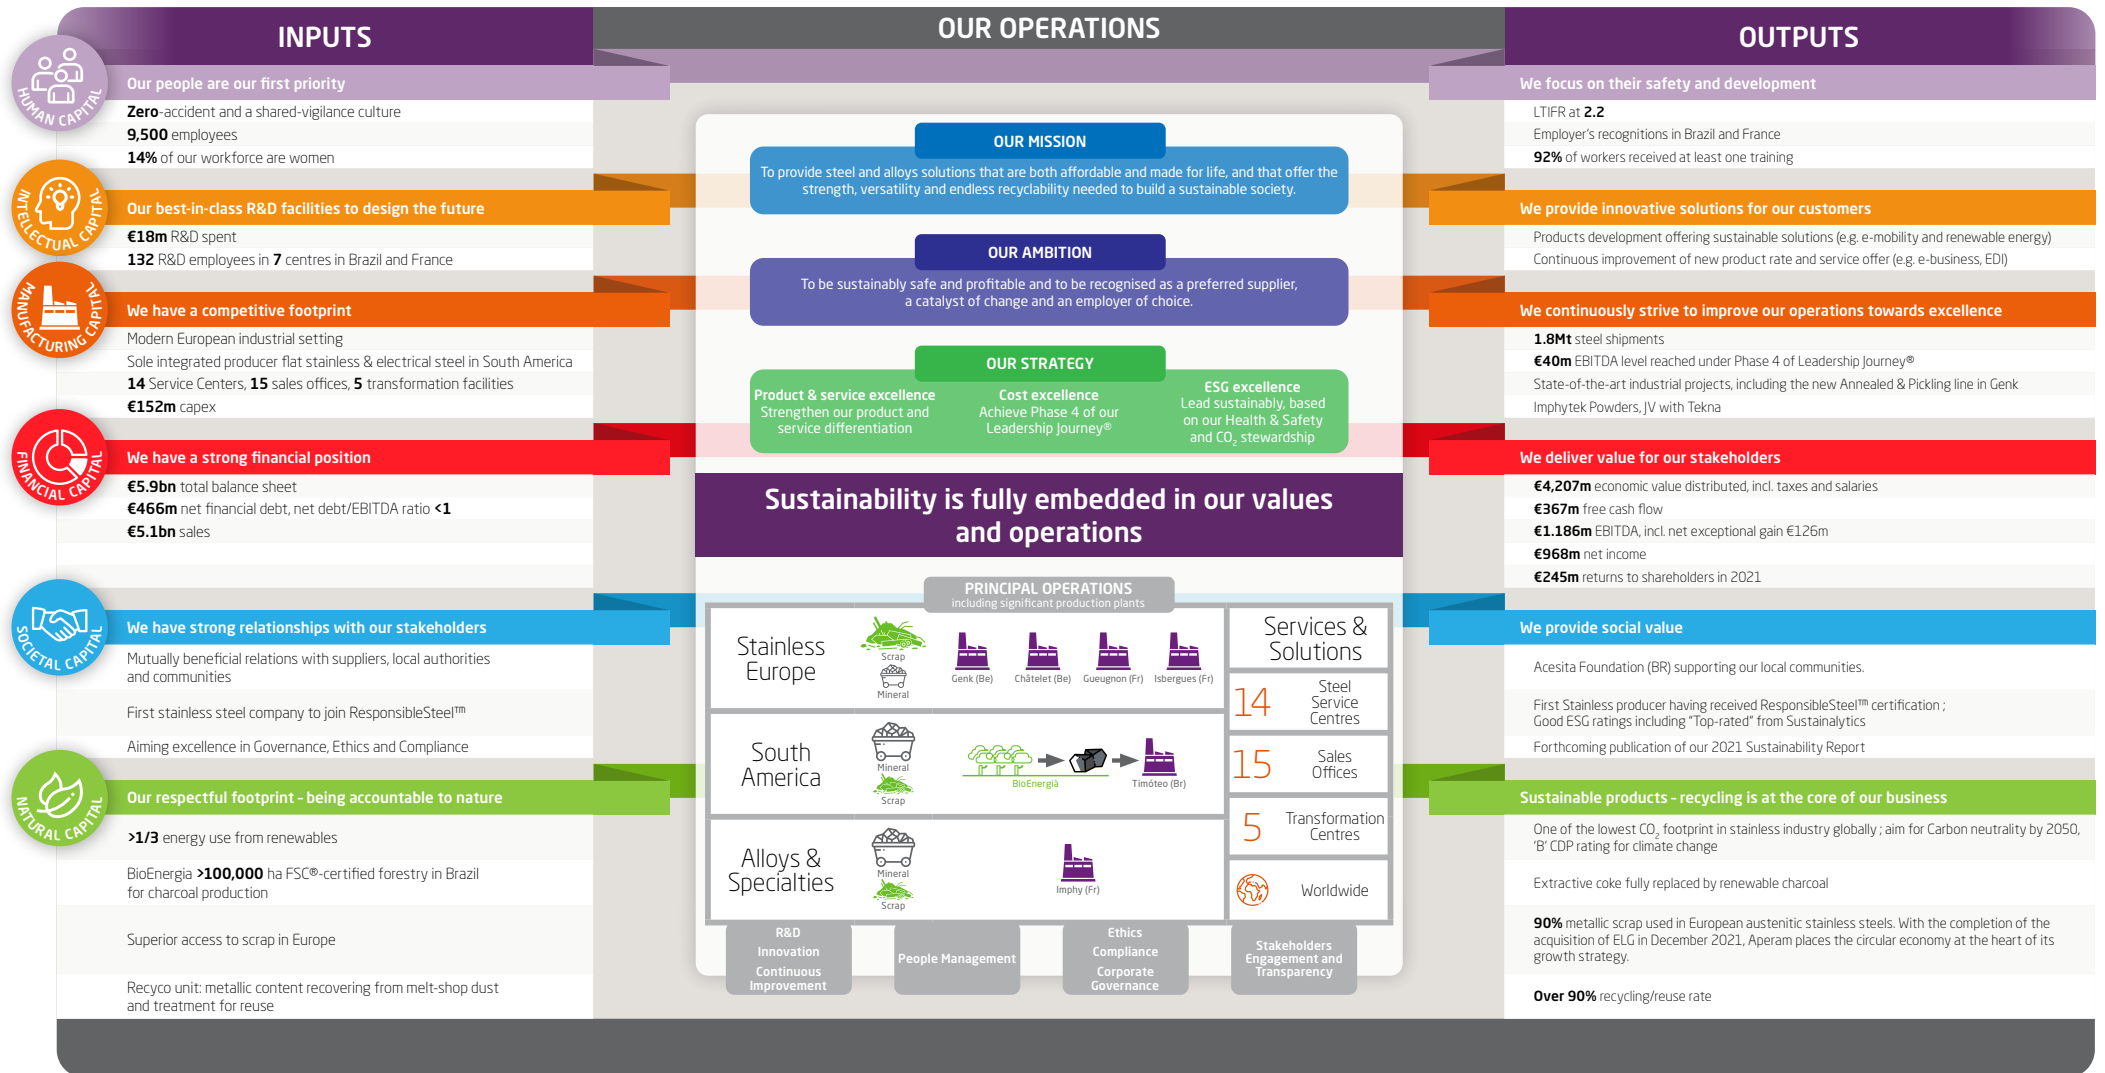 INPUTS
HUMAN CAPITAL
Our people are our first priority
Zero-accident and a shared-vigilance culture
9,500 employees
14% of our workforce are women
INTELLECTUAL CAPITAL
Our best-in-class R&D facilities to design the future
€18m R&D spent
132 R&D employees in 7 centres in Brazil and France
MANUFACTURING CAPITAL
We have a competitive footprint
Modern European industrial setting
Sole integrated producer flat stainless & electrical steel in South America
14 Service Centers, 15 sales offices, 5 transformation facilities
€152m capex
FINANCIAL CAPITAL
We have a strong financial position
€5.9bn total balance sheet
€466m net financial debt, net debt/EBITDA ratio <1
€5.1bn sales
SOCIETAL CAPITAL
We have strong relationships with our stakeholders
Mutually beneficial relations with suppliers, local authorities
and communities
First stainless steel company to join ResponsibleSteel™
Aiming excellence in Governance, Ethics and Compliance
NATURAL CAPITAL
Our respectful footprint – being accountable to nature
>1/3 energy use from renewables
BioEnergia >100,000 ha FSC®-certified forestry in Brazil
for charcoal production
Superior access to scrap in Europe
Recyco unit: metallic content recovering from melt-shop dust
and treatment for reuse
OUR OPERATIONS
OUR MISSION
To provide steel and alloys solutions that are both affordable and made for life, and that offer the
strength, versatility and endless recyclability needed to build a sustainable society.
OUR AMBITION
To be sustainably safe and profitable and to be recognised as a preferred supplier,
a catalyst of change and an employer of choice.
OUR STRATEGY
Product & service excellence
Strengthen our product and
service differentiation
Cost excellence
Achieve Phase 4 of our
Leadership Journey®
ESG excellence
Lead sustainably, based
on our Health & Safety
and CO2 stewardship
Sustainability is fully embedded in our values
and operations
PRINCIPAL OPERATIONS
including significant production plants
Stainless
Europe
Scrap
Mineral
Genk (Be)
Châtelet (Be)
Gueugnon (Fr)
Isbergues (Fr)
South
America
Mineral
Scrap
BioEnergià
Timóteo (Br)
Alloys &
Specialties
Mineral
Scrap
Imphy (Fr)
Services &
Solutions
14 Steel
Service
Centres
15 Sales
Offices
5 Transformation
Centres
Worldwide
R&D
Innovation
Continuous
Improvement
People Management
Ethics
Compliance
Corporate
Governance
Stakeholders
Engagement and
Transparency
OUTPUTS
We focus on their safety and development
LTIFR at 2.2
Employer's recognitions in Brazil and France
92% of workers received at least one training
We provide innovative solutions for our customers
Products development offering sustainable solutions (e.g. e-mobility and renewable energy)
Continuous improvement of new product rate and service offer (e.g. e-business, EDI)
We continuously strive to improve our operations towards excellence
1.8Mt steel shipments
€40m EBITDA level reached under Phase 4 of Leadership Journey®
State-of-the-art industrial projects, including the new Annealed & Pickling line in Genk
Imphytek Powders, JV with Tekna
We deliver value for our stakeholders
€4,207m economic value distributed, incl. taxes and salaries
€367m free cash flow
€1.186m EBITDA, incl. net exceptional gain €126m
€968m net income
€245m returns to shareholders in 2021
We provide social value
Acesita Foundation (BR) supporting our local communities.
First Stainless producer having received ResponsibleSteel™ certification ;
Good ESG ratings including "Top-rated" from Sustainalytics
Forthcoming publication of our 2021 Sustainability Report
Sustainable products – recycling is at the core of our business
One of the lowest CO2 footprint in stainless industry globally ; aim for Carbon neutrality by 2050,
'B' CDP rating for climate change
Extractive coke fully replaced by renewable charcoal
90% metallic scrap used in European austenitic stainless steels. With the completion of the
acquisition of ELG in December 2021, Aperam places the circular economy at the heart of its
growth strategy.
Over 90% recycling/reuse rate